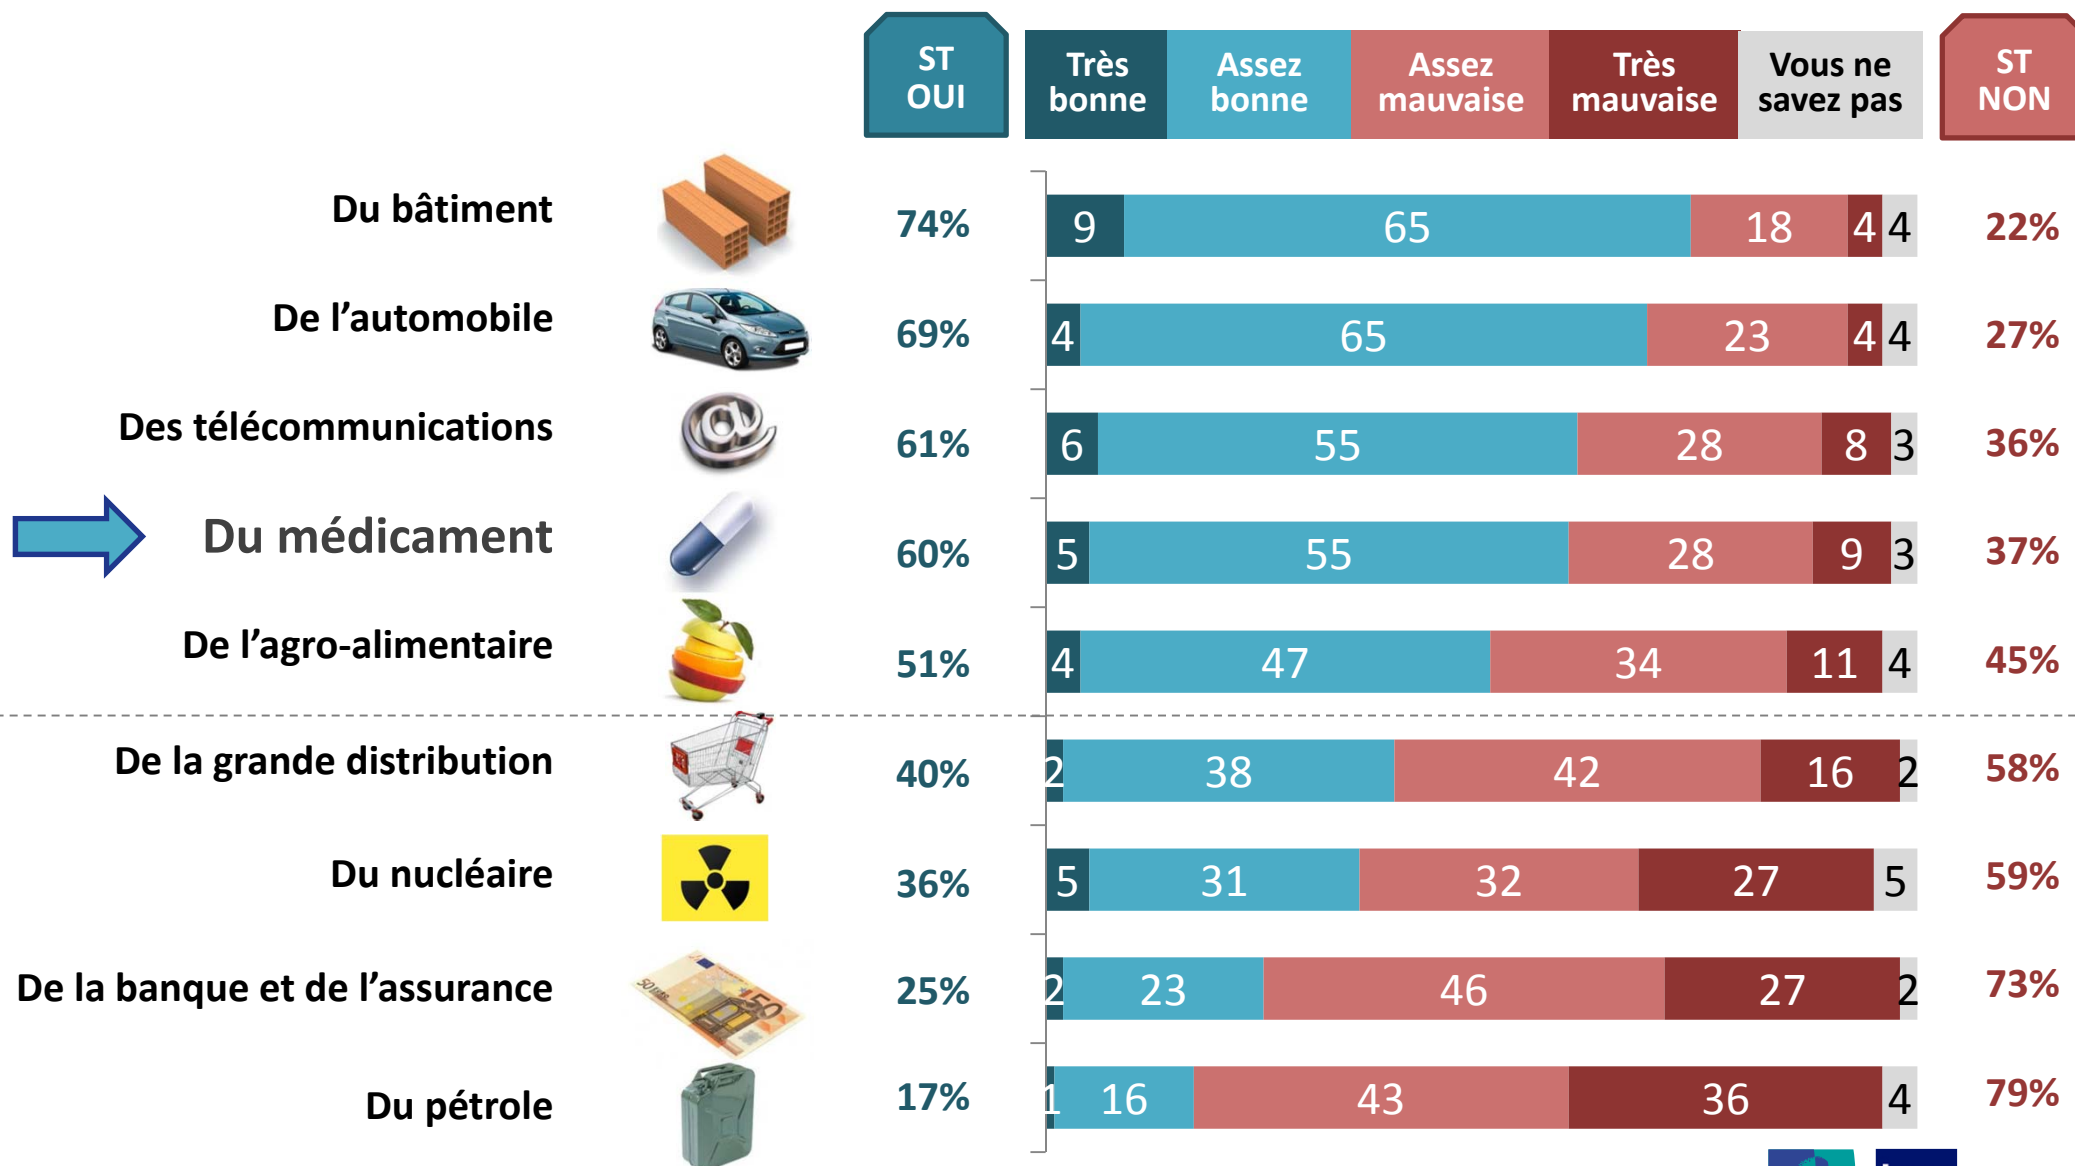 ST
OUI
Très
bonne
Assez
bonne
Assez
mauvaise
Très
mauvaise
Vous ne
savez pas
ST
NON
Du bâtiment
74%
9 65 18 4 4
22%
De l’automobile
69%
4 65 23 4 4
27%
Des télécommunications
@
61%
6 55 28 8 3
36%
Du médicament
60%
5 55 28 9 3
37%
De l’agro-alimentaire
51%
4 47 34 11 4
45%
De la grande distribution
40%
2 38 42 16 2
58%
Du nucléaire
36%
5 31 32 27 5
59%
De la banque et de l’assurance
50
25%
2 23 46 27 2
73%
Du pétrole
17%
1 16 43 36 4
79%